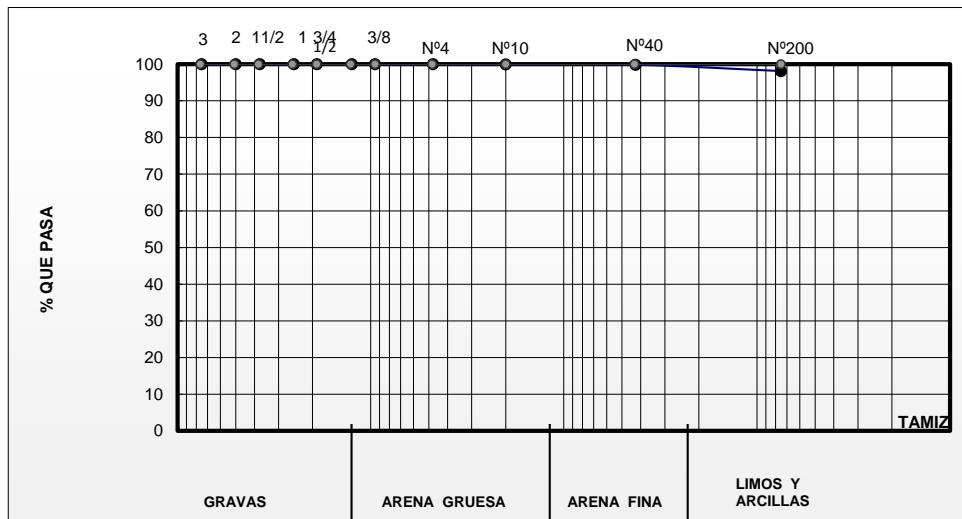 3 2 11/2 1 3/4 3/8
1/2 Nº4 Nº10 Nº40 Nº200
100
90
80
70
60
50
40
30
20
10
0
% QUE PASA
TAMIZ
GRAVAS
ARENA GRUESA
ARENA FINA
LIMOS Y
ARCILLAS